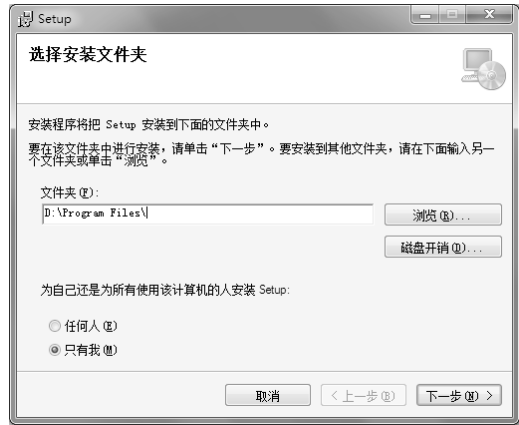 Setup
选择安装文件夹
安装程序将把 Setup 安装到下面的文件夹中。
要在该文件夹中进行安装，请单击“下一步”。要安装到其他文件夹，请在下面输入另一
个文件夹或单击“浏览”。
文件夹(F):
D:\Program Files\
浏览(R)...
磁盘开销(D)...
为自己还是为所有使用该计算机的人安装 Setup:
任何人(E)
只有我(M)
取消
< 上一步(B)
下一步(N) >